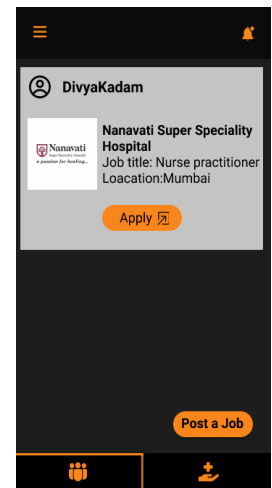 DivyaKadam
Nanavati Super Speciality
Hospital
Nanavati
Super Speciality Hospital
a passion for healing...
Job title: Nurse practitioner
Loacation:Mumbai
Apply
Post a Job